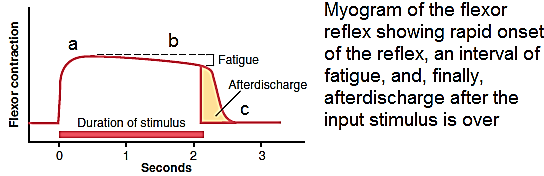 Myogram of the flexor
reflex showing rapid onset
of the reflex, an interval of
fatigue, and, finally,
afterdischarge after the
input stimulus is over
a
b
Fatigue
Afterdischarge
c
Flexor contraction
Duration of stimulus
0 1 2 3
Seconds